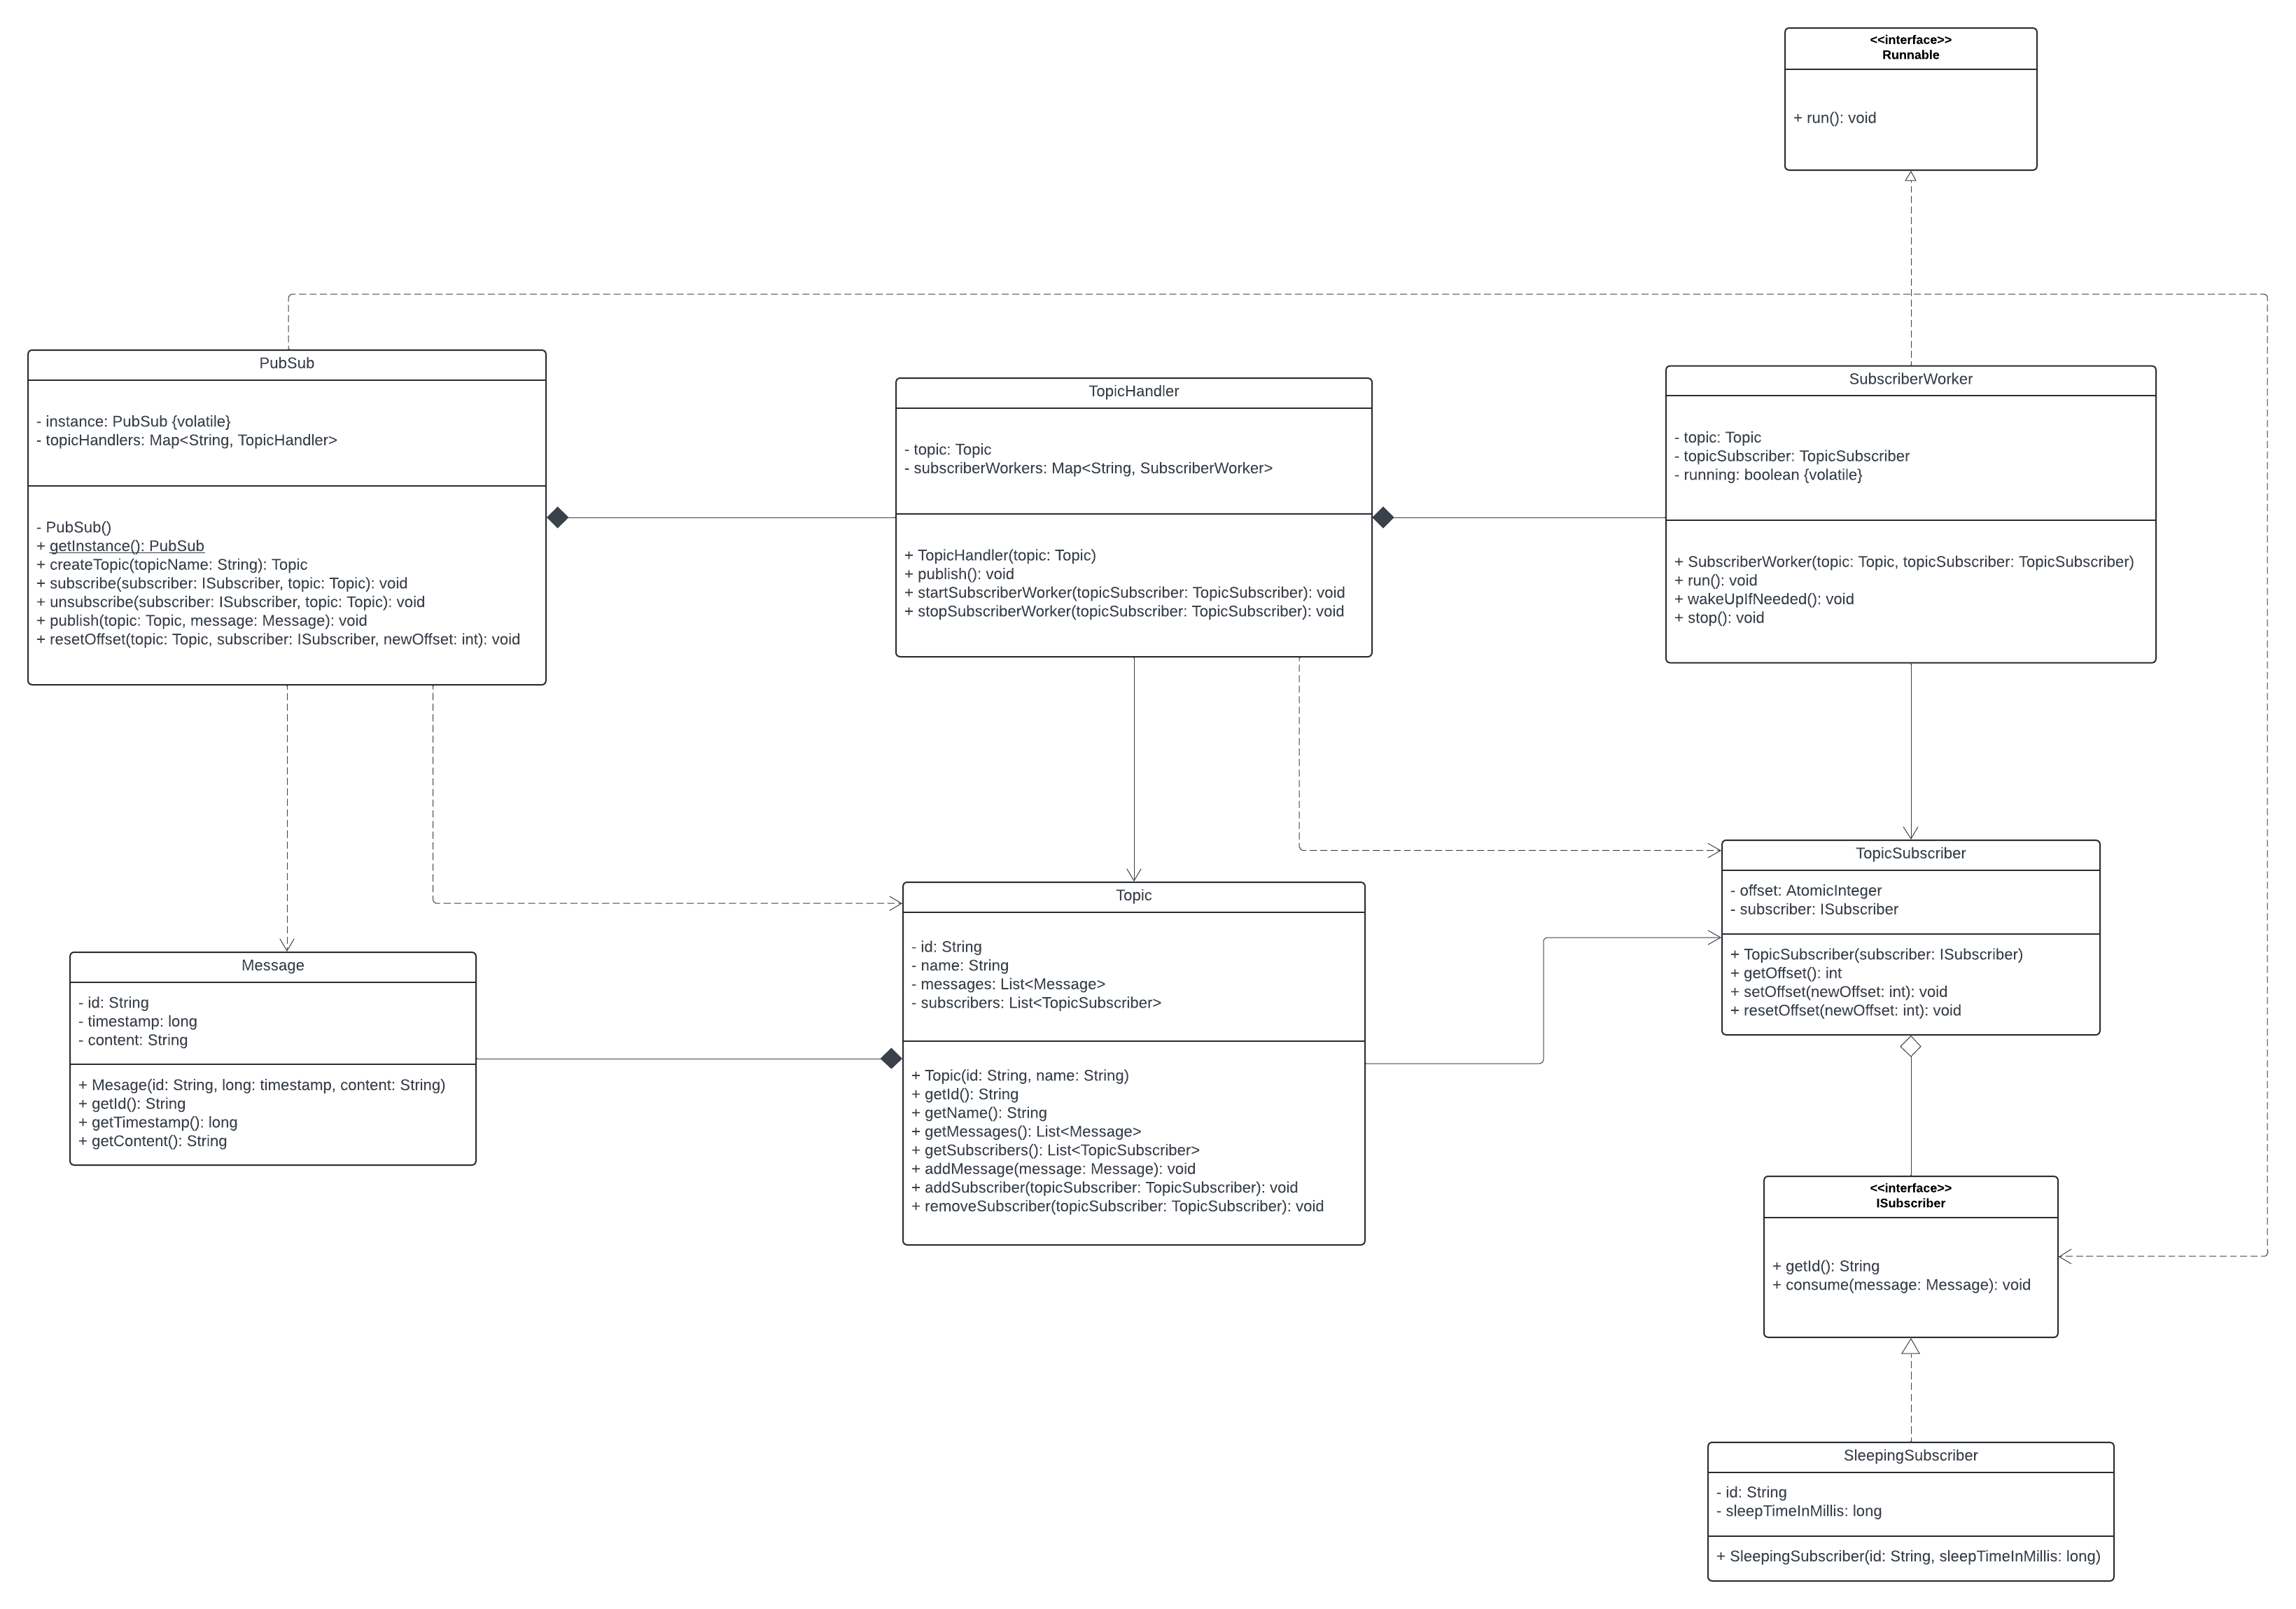 <<interface>>
Runnable
+ run(): void
PubSub
- instance: PubSub {volatile}
- topicHandlers: Map<String, TopicHandler>
- PubSub()
+ getInstance(): PubSub
+ createTopic(topicName: String): Topic
+ subscribe(subscriber: ISubscriber, topic: Topic): void
+ unsubscribe(subscriber: ISubscriber, topic: Topic): void
+ publish(topic: Topic, message: Message): void
+ resetOffset(topic: Topic, subscriber: ISubscriber, newOffset: int): void
TopicHandler
- topic: Topic
- subscriberWorkers: Map<String, SubscriberWorker>
+ TopicHandler(topic: Topic)
+ publish(): void
+ startSubscriberWorker(topicSubscriber: TopicSubscriber): void
+ stopSubscriberWorker(topicSubscriber: TopicSubscriber): void
SubscriberWorker
- topic: Topic
- topicSubscriber: TopicSubscriber
- running: boolean {volatile}
+ SubscriberWorker(topic: Topic, topicSubscriber: TopicSubscriber)
+ run(): void
+ wakeUpIfNeeded(): void
+ stop(): void
Message
- id: String
- timestamp: long
- content: String
+ Mesage(id: String, long: timestamp, content: String)
+ getId(): String
+ getTimestamp(): long
+ getContent(): String
Topic
- id: String
- name: String
- messages: List<Message>
- subscribers: List<TopicSubscriber>
+ Topic(id: String, name: String)
+ getId(): String
+ getName(): String
+ getMessages(): List<Message>
+ getSubscribers(): List<TopicSubscriber>
+ addMessage(message: Message): void
+ addSubscriber(topicSubscriber: TopicSubscriber): void
+ removeSubscriber(topicSubscriber: TopicSubscriber): void
TopicSubscriber
- offset: AtomicInteger
- subscriber: ISubscriber
+ TopicSubscriber(subscriber: ISubscriber)
+ getOffset(): int
+ setOffset(newOffset: int): void
+ resetOffset(newOffset: int): void
<<interface>>
ISubscriber
+ getId(): String
+ consume(message: Message): void
SleepingSubscriber
- id: String
- sleepTimeInMillis: long
+ SleepingSubscriber(id: String, sleepTimeInMillis: long)